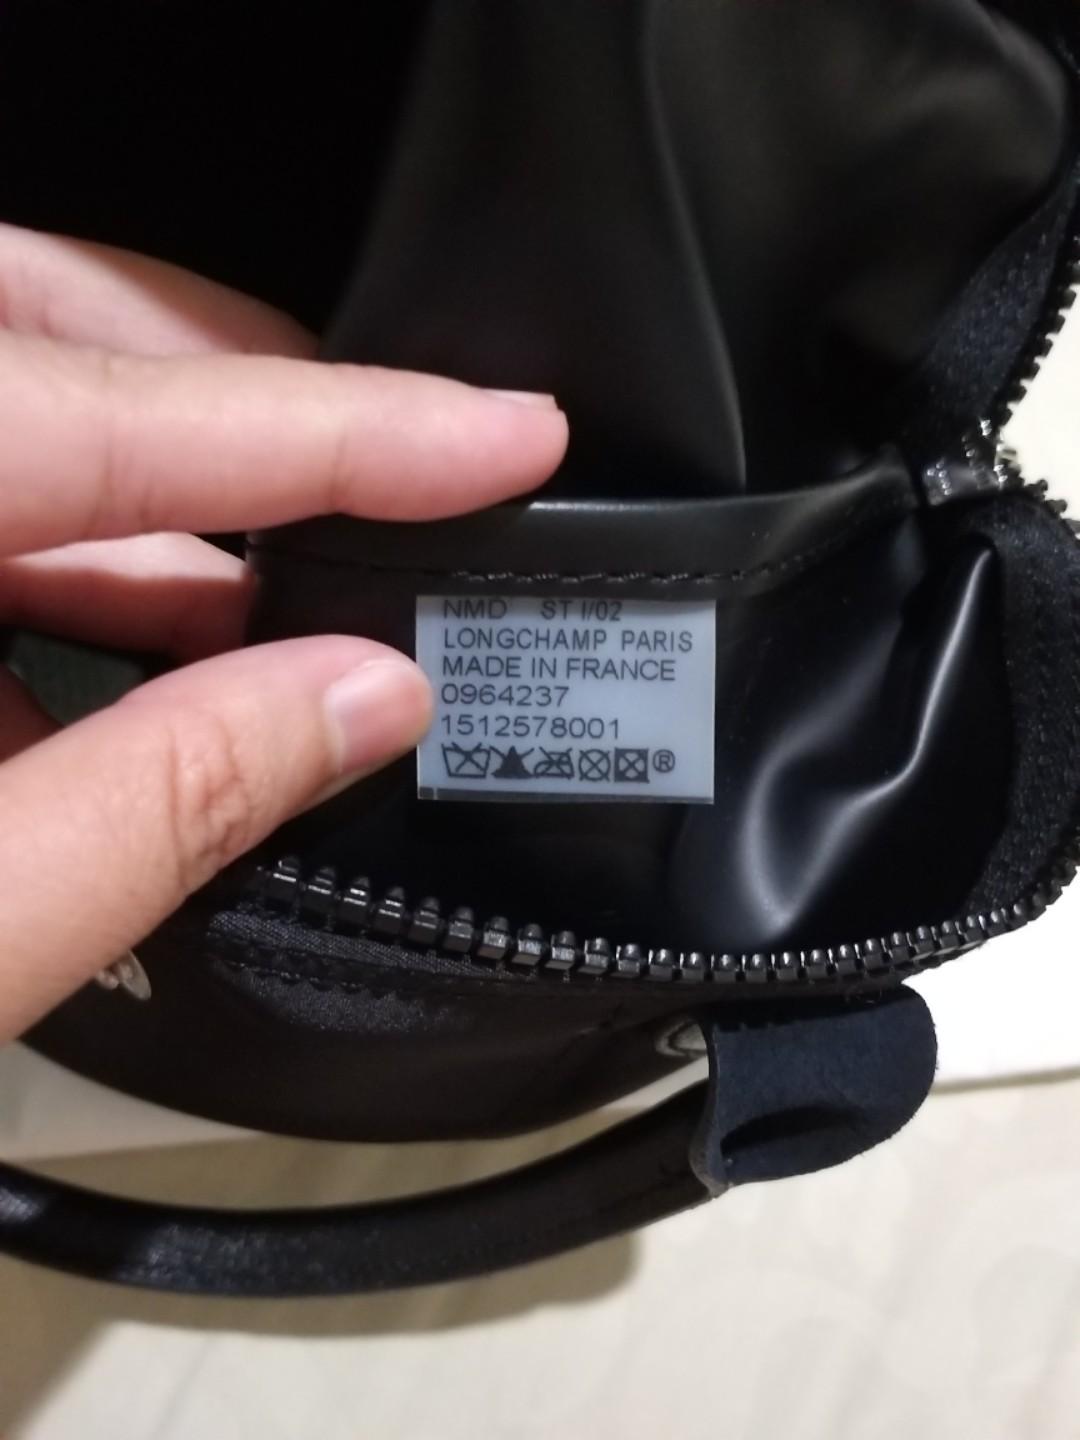 NMD ST I/02
LONGCHAMP PARIS
MADE IN FRANCE
0964237
1512578001
®